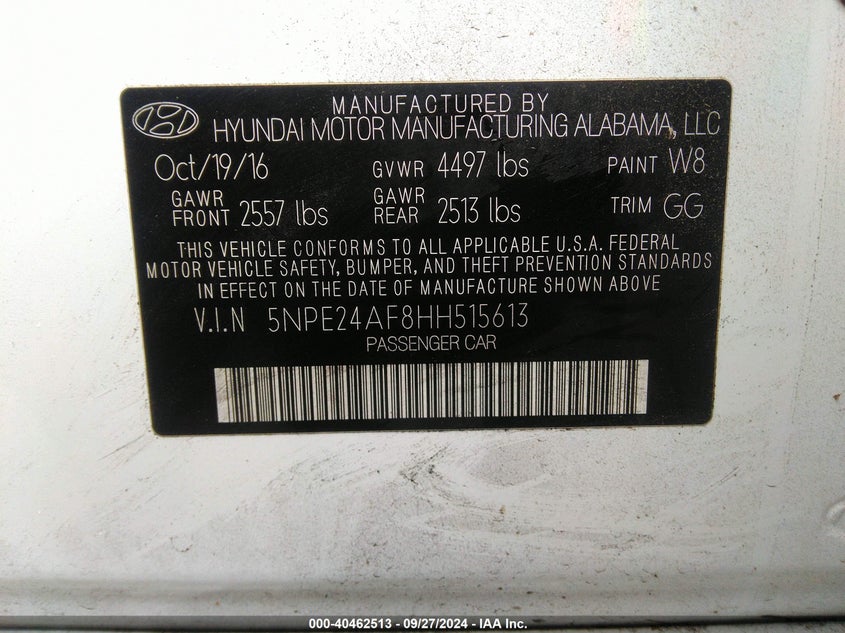 MANUFACTURED BY
HYUNDAI MOTOR MANUFACTURING ALABAMA, LLC
Oct/19/16 GVWR 4497 lbs PAINT W8
GAWR FRONT 2557 lbs GAWR REAR 2513 lbs TRIM GG
THIS VEHICLE CONFORMS TO ALL APPLICABLE U.S.A. FEDERAL
MOTOR VEHICLE SAFETY, BUMPER, AND THEFT PREVENTION STANDARDS
IN EFFECT ON THE DATE OF MANUFACTURE SHOWN ABOVE
V.I.N 5NPE24AF8HH515613
PASSENGER CAR
000-40462513 - 09/27/2024 - IAA Inc.